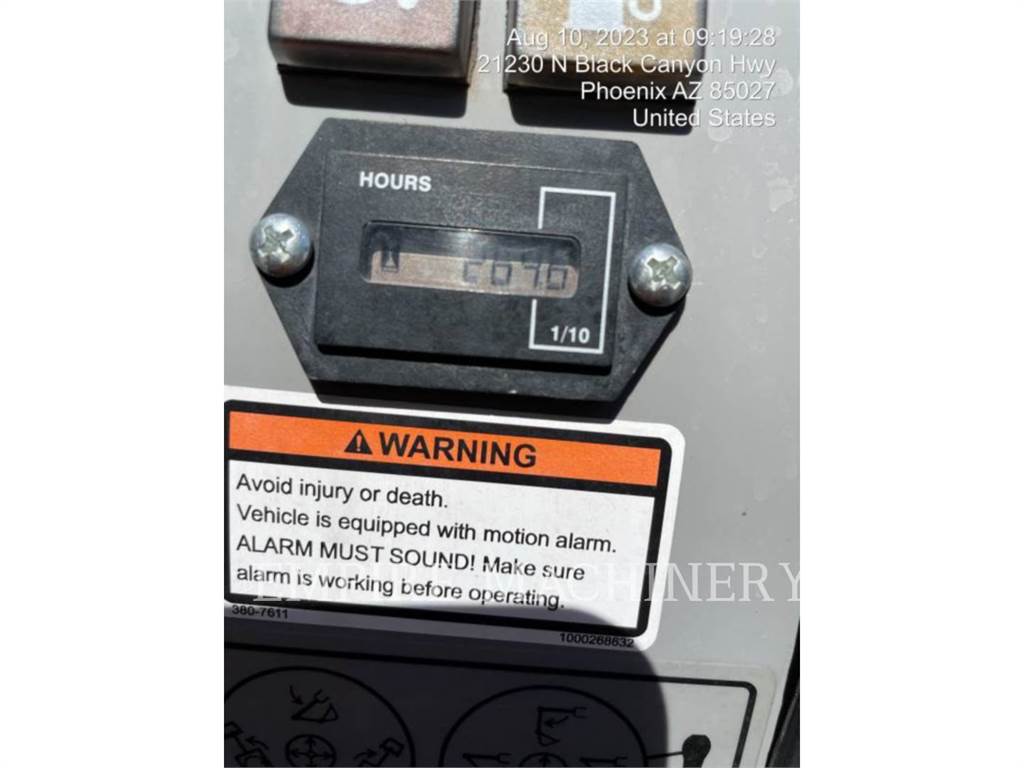 Aug 10, 2023 at 09:19:28
21230 N Black Canyon Hwy
Phoenix AZ 85027
United States
HOURS
1/10
WARNING
Avoid injury or death.
Vehicle is equipped with motion alarm.
ALARM MUST SOUND! Make sure
alarm is working before operating.
EMPIRE MACHINERY
380-7611
1000268632